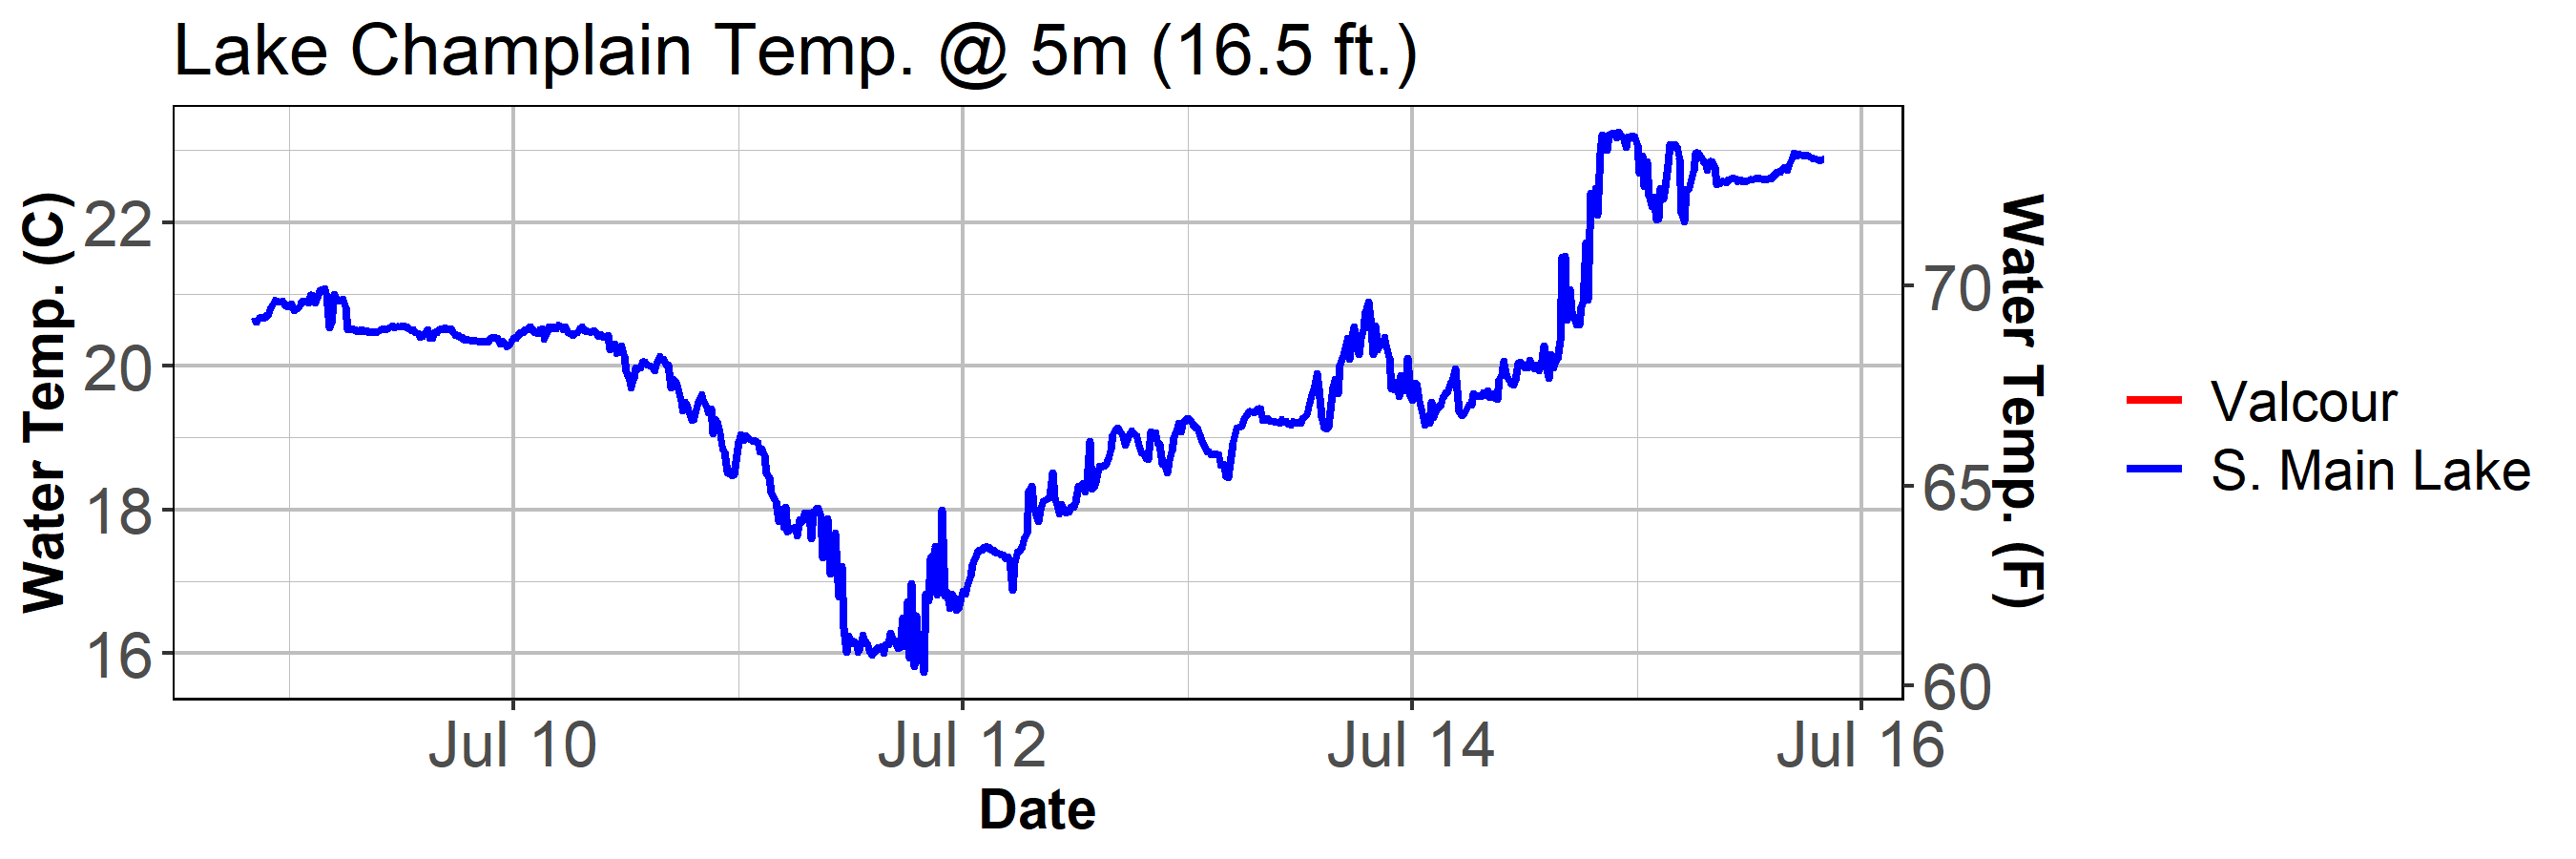 Lake Champlain Temp. @ 5m (16.5 ft.)
Water Temp. (C)
22
20
18
16
70
65
60
Water Temp. (F)
Jul 10
Jul 12
Jul 14
Jul 16
Date
Valcour
S. Main Lake